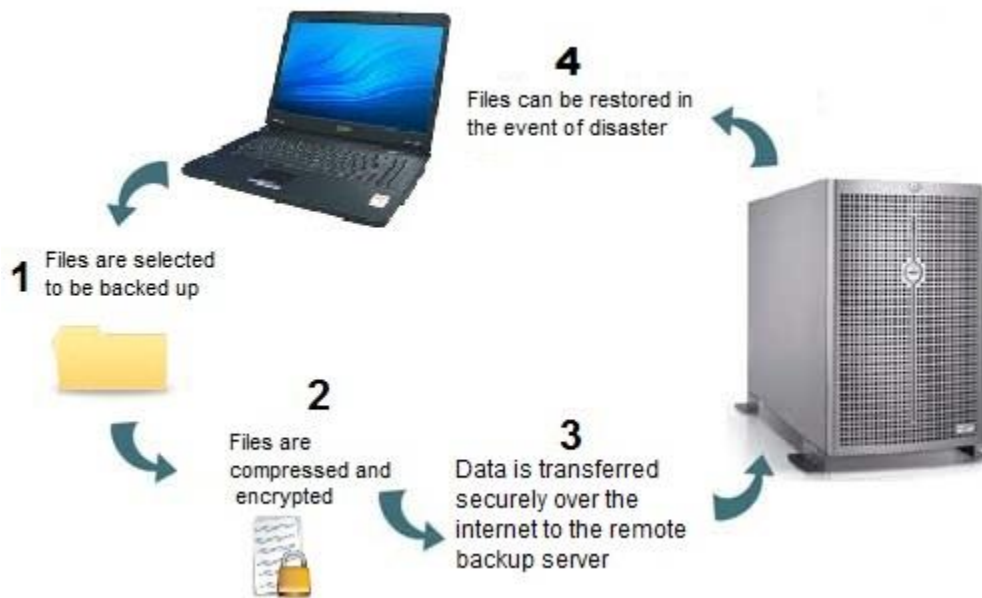 1
Files are selected
to be backed up
2
Files are
compressed and
encrypted
3
Data is transferred
securely over the
internet to the remote
backup server
4
Files can be restored in
the event of disaster